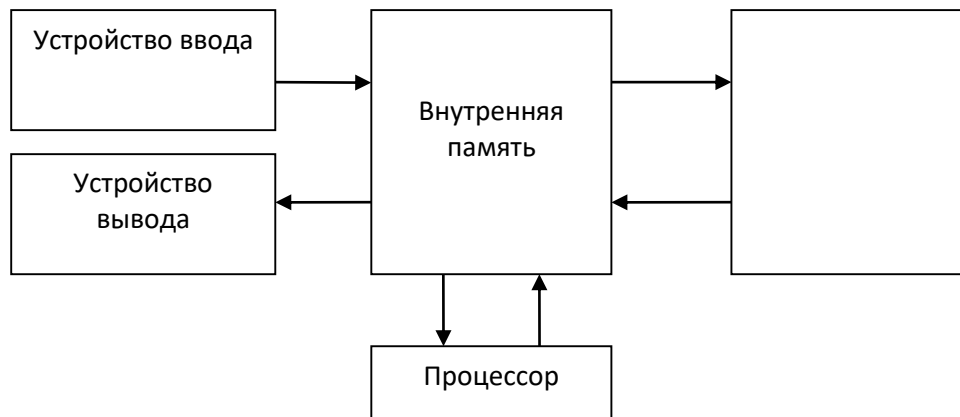 Устройство ввода
Внутренняя
память
Устройство
вывода
Процессор